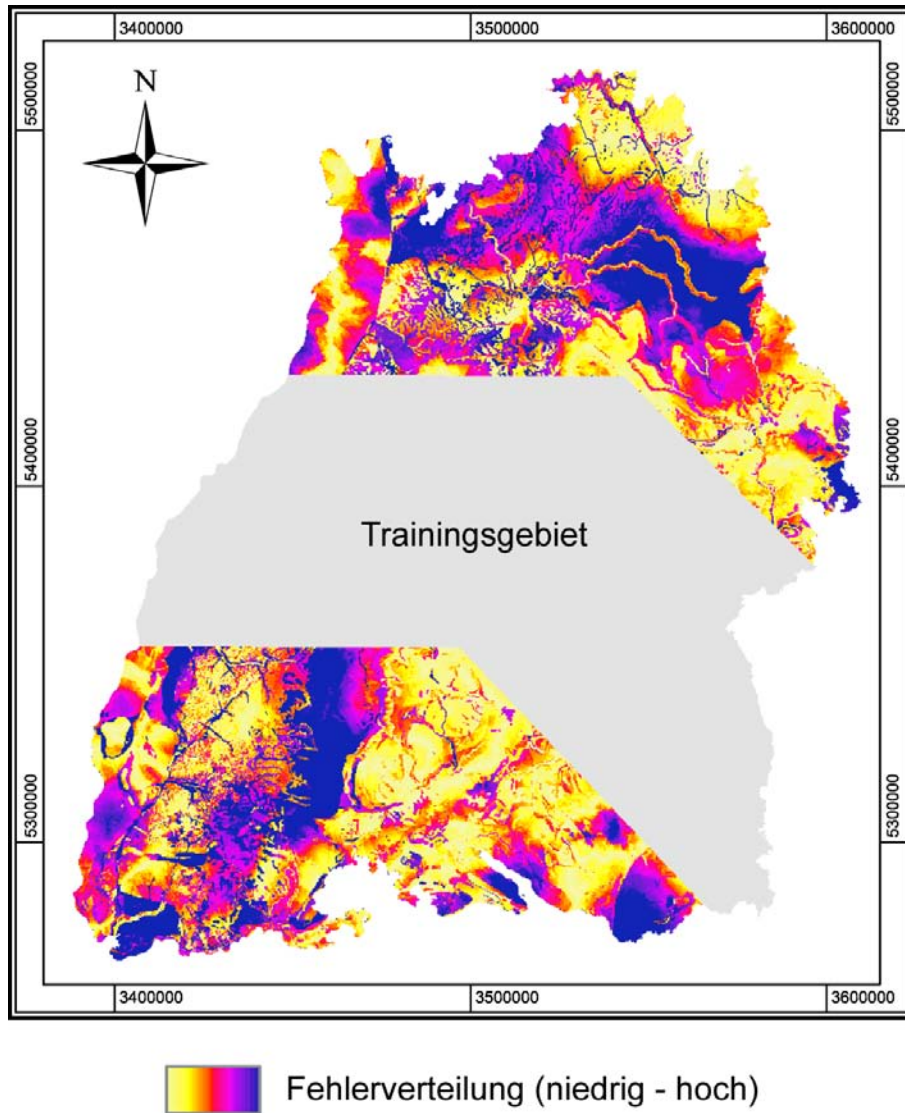 3400000 3500000 3600000
N
5500000 5500000
5400000 5400000
Trainingsgebiet
5300000 5300000
3400000 3500000 3600000
Fehlerverteilung (niedrig - hoch)